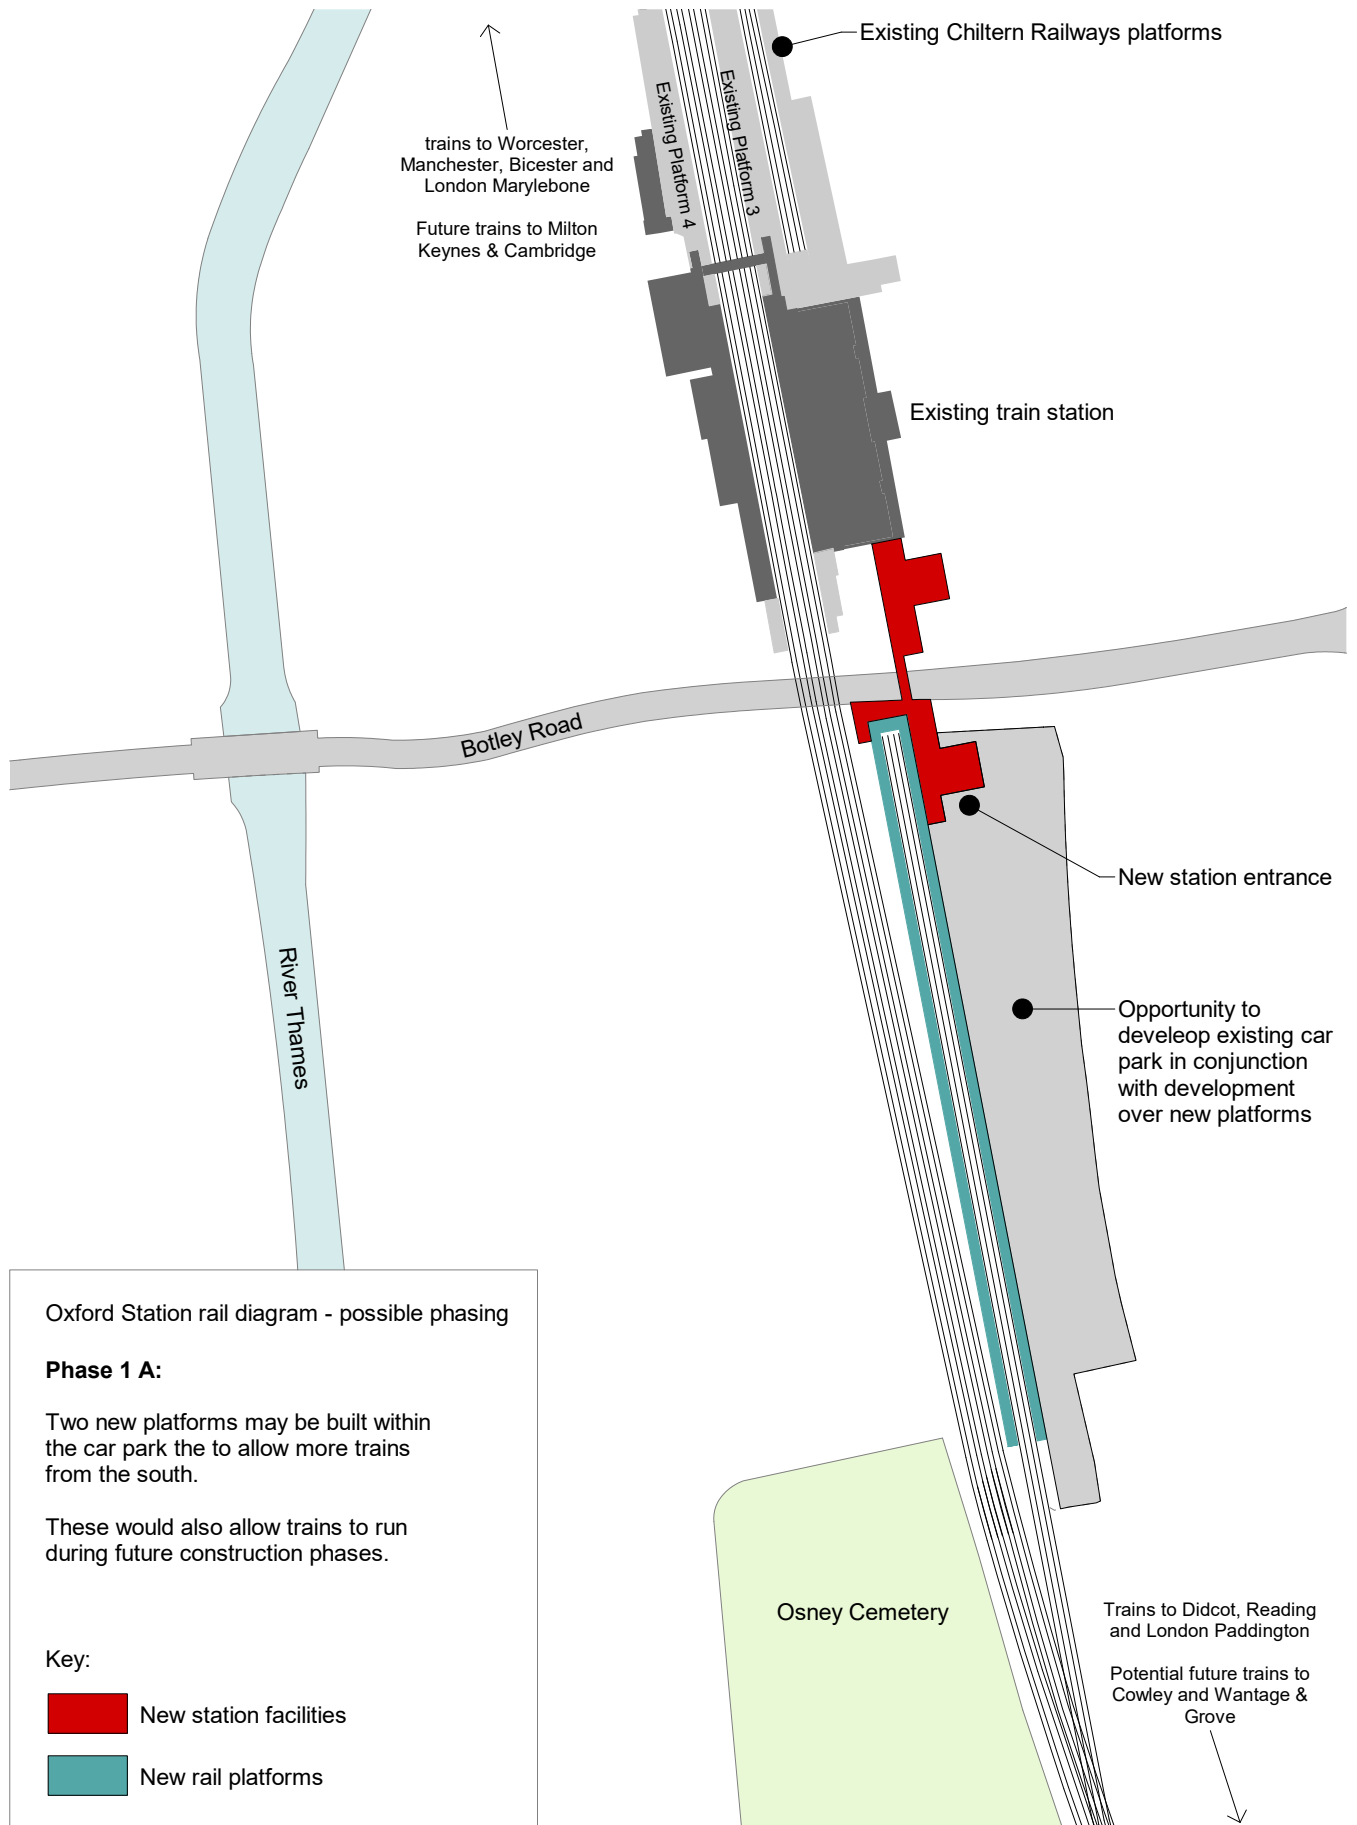 Existing Chiltern Railways platforms
Existing Platform 4
Existing Platform 3
trains to Worcester,
Manchester, Bicester and
London Marylebone
Future trains to Milton
Keynes & Cambridge
Existing train station
Botley Road
New station entrance
River Thames
Opportunity to
develeop existing car
park in conjunction
with development
over new platforms
Oxford Station rail diagram - possible phasing
Phase 1 A:
Two new platforms may be built within
the car park the to allow more trains
from the south.
These would also allow trains to run
during future construction phases.
Key:
New station facilities
New rail platforms
Osney Cemetery
Trains to Didcot, Reading
and London Paddington
Potential future trains to
Cowley and Wantage &
Grove